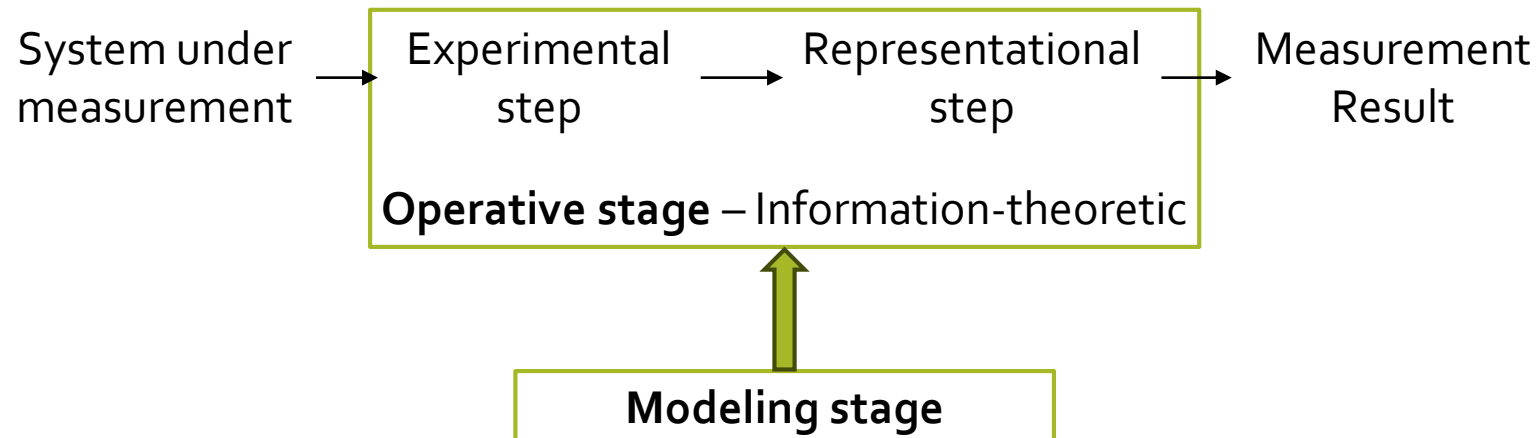 System under
measurement
Experimental
step
Representational
step
Measurement
Result
Operative stage – Information-theoretic
Modeling stage